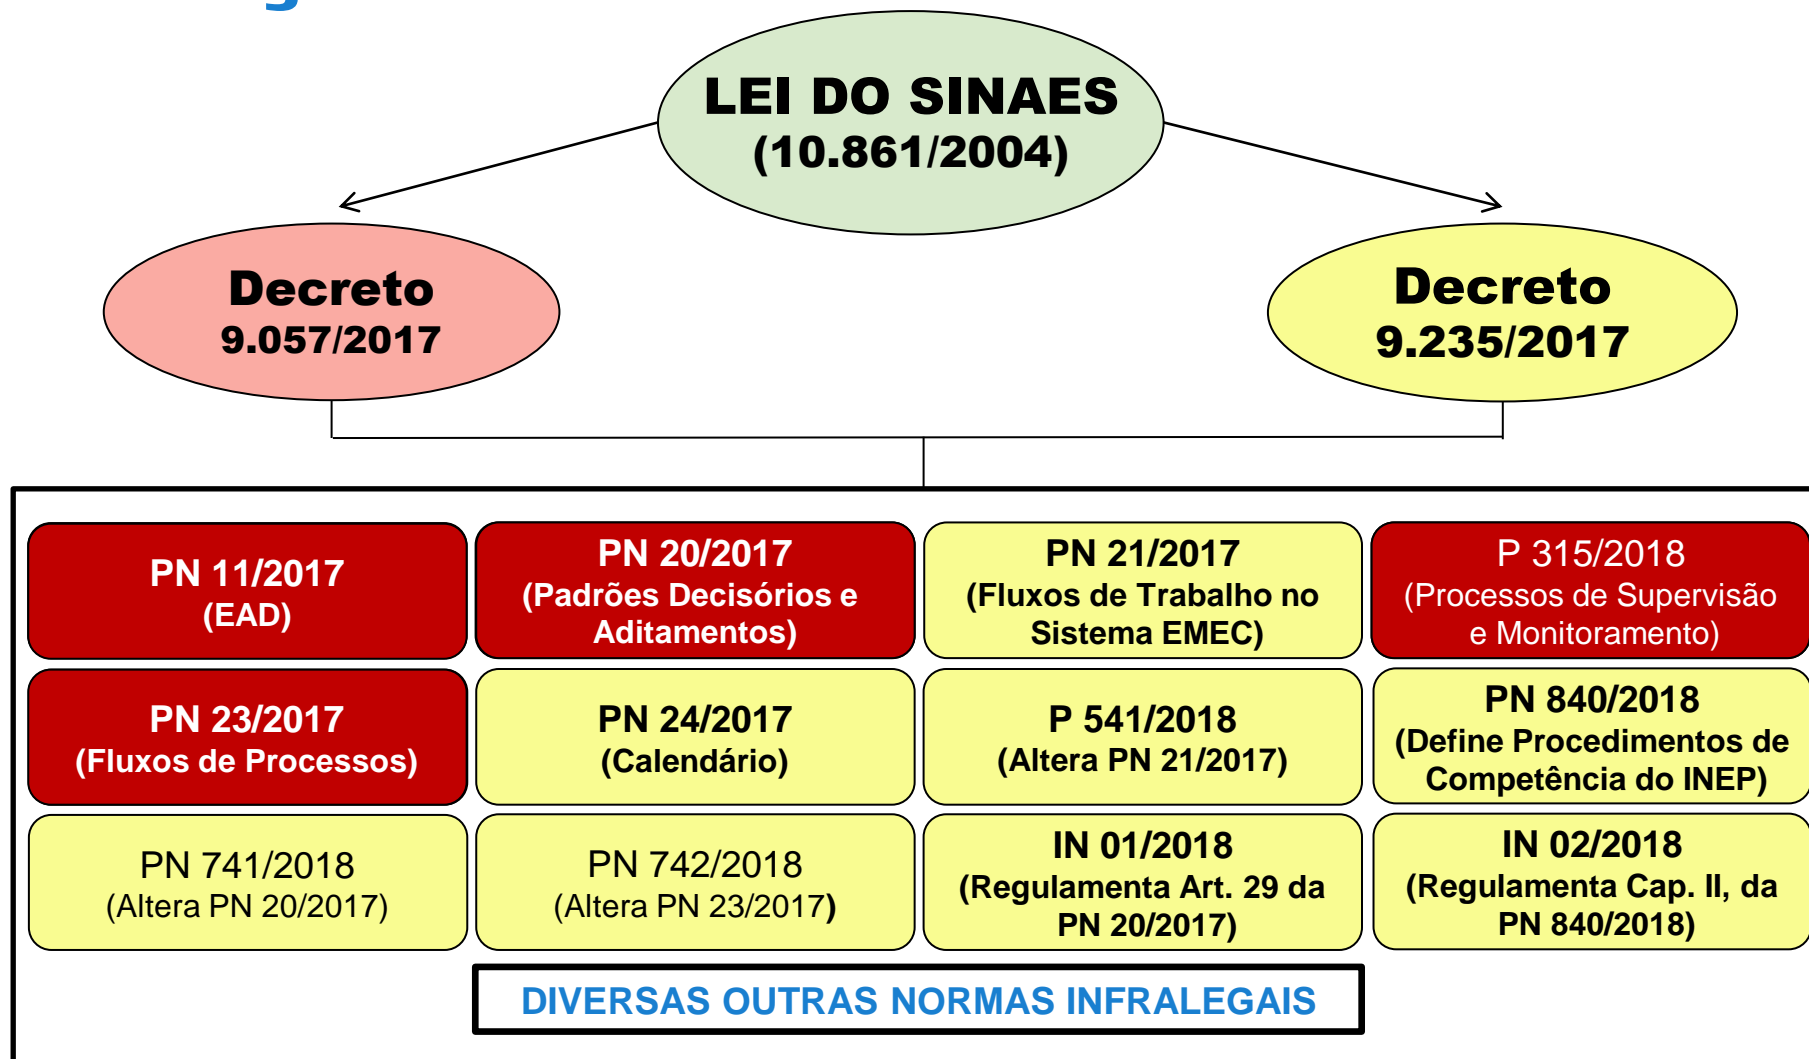 LEI DO SINAES
(10.861/2004)
Decreto
9.057/2017
Decreto
9.235/2017
PN 11/2017
(EAD)
PN 20/2017
(Padrões Decisórios e
Aditamentos)
PN 21/2017
(Fluxos de Trabalho no
Sistema EMEC)
P 315/2018
(Processos de Supervisão
e Monitoramento)
PN 23/2017
(Fluxos de Processos)
PN 24/2017
(Calendário)
P 541/2018
(Altera PN 21/2017)
PN 840/2018
(Define Procedimentos de
Competência do INEP)
PN 741/2018
(Altera PN 20/2017)
PN 742/2018
(Altera PN 23/2017)
IN 01/2018
(Regulamenta Art. 29 da
PN 20/2017)
IN 02/2018
(Regulamenta Cap. II, da
PN 840/2018)
DIVERSAS OUTRAS NORMAS INFRALEGAIS